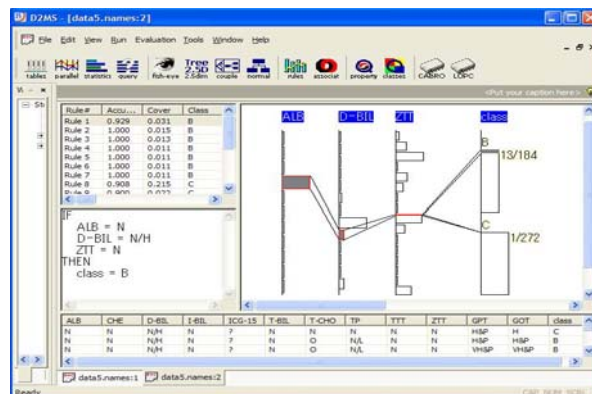 D2MS - [data5.names:2]
File Edit View Run Evaluation Tools Window Help
tables parallel statistics query fish-eye Tree 2.5dim couple normal rules associat property classes CABRO LUPC
<Put your caption here>
Rule# Accu... Cover Class
Rule 1 0.929 0.031 B
Rule 2 1.000 0.015 B
Rule 3 1.000 0.013 B
Rule 4 1.000 0.011 B
Rule 5 1.000 0.011 B
Rule 6 1.000 0.011 B
Rule 7 1.000 0.011 B
Rule 8 0.908 0.215 C
ALB D-BIL ZTT class
B
13/184
C
1/272
IF
ALB = N
D-BIL = N/H
ZTT = N
THEN
class = B
ALB CHE D-BIL I-BIL ICG-15 T-BIL T-CHO TP TTT ZTT GPT GOT class
N N N/H N ? N N N N N H&P H C
N N N/H N ? N O N/L N N H&P H&P B
N N N/H N ? N O N/L N N VH&P VH&P B
data5.names:1 data5.names:2
Ready